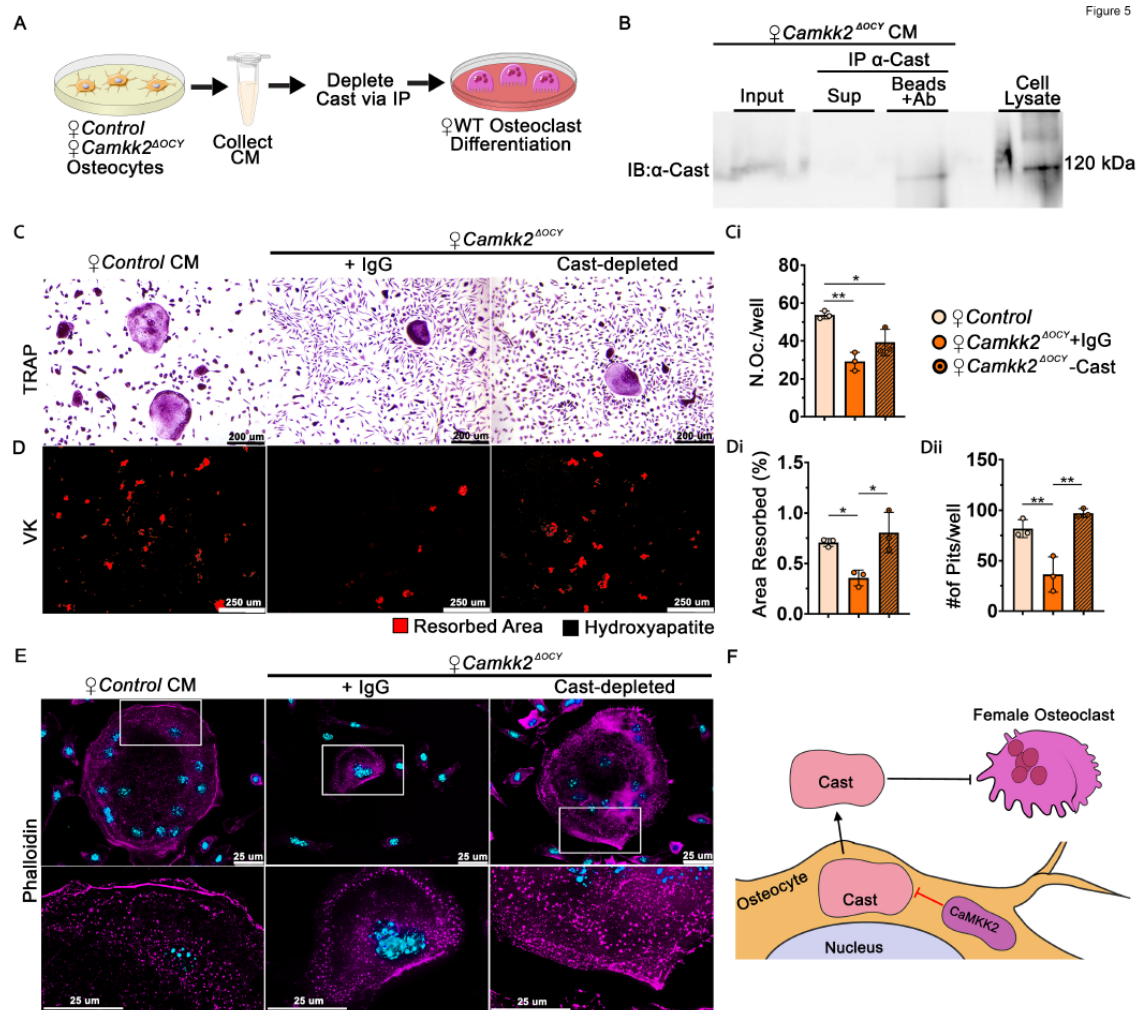 Figure 5
A
♀Control
♀Camkk2ΔOCY
Osteocytes
Collect
CM
Deplete
Cast via IP
♀WT Osteoclast
Differentiation
B
♀Camkk2ΔOCY CM
IP α-Cast
Input
Sup
Beads
+Ab
Cell
Lysate
IB:α-Cast
120 kDa
C
♀Control CM
♀Camkk2ΔOCY
+ IgG
Cast-depleted
TRAP
200 um
200 um
200 um
Ci
N.Oc./well
80
60
40
20
0
**
*
♀Control
♀Camkk2ΔOCY+IgG
♀Camkk2ΔOCY-Cast
D
VK
250 um
250 um
250 um
Resorbed Area
Hydroxyapatite
Di
Area Resorbed (%)
1.5
1.0
0.5
0.0
*
*
Dii
#of Pits/well
150
100
50
0
**
**
E
♀Control CM
♀Camkk2ΔOCY
+ IgG
Cast-depleted
Phalloidin
25 um
25 um
25 um
25 um
25 um
25 um
F
Female Osteoclast
Cast
Osteocyte
Cast
CaMKK2
Nucleus